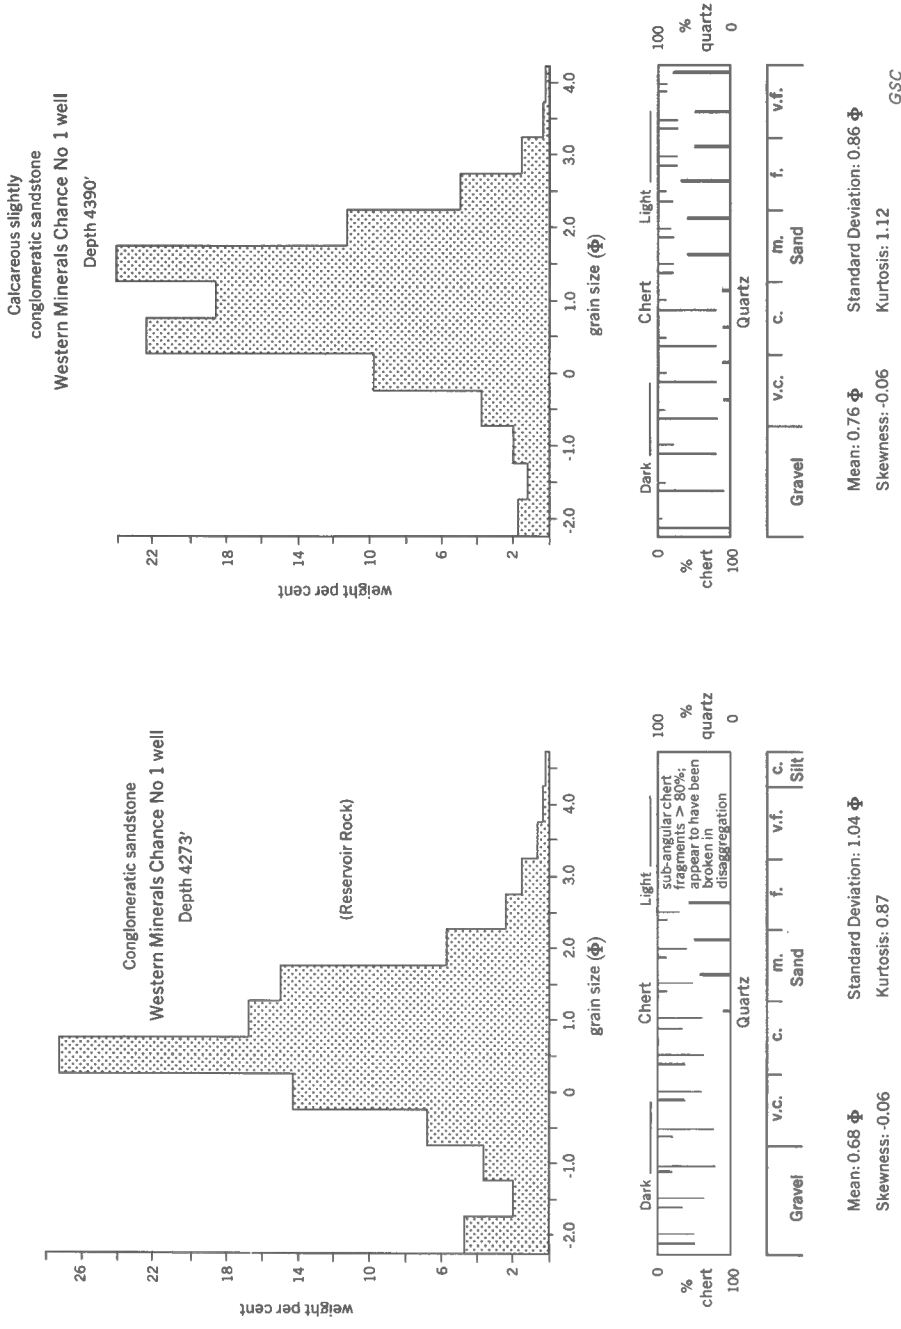 Conglomeratic sandstone
Western Minerals Chance No 1 well
Depth 4273′
(Reservoir Rock)
weight per cent
26
22
18
14
10
6
2
-2.0
-1.0
0
1.0
2.0
3.0
4.0
grain size (Φ)
Dark
Chert
Light
0
%
chert
100
100
%
quartz
0
sub-angular chert
fragments > 80%;
appear to have been
broken in
disaggregation
Quartz
Gravel
v.c.
c.
m.
f.
v.f.
c.
Sand
Silt
Mean: 0.68 Φ
Standard Deviation: 1.04 Φ
Skewness: -0.06
Kurtosis: 0.87
Calcareous slightly
conglomeratic sandstone
Western Minerals Chance No 1 well
Depth 4390′
weight per cent
22
18
14
10
6
2
-2.0
-1.0
0
1.0
2.0
3.0
4.0
grain size (Φ)
Dark
Chert
Light
0
%
chert
100
100
%
quartz
0
Quartz
Gravel
v.c.
c.
m.
f.
v.f.
Sand
Mean: 0.76 Φ
Standard Deviation: 0.86 Φ
Skewness: -0.06
Kurtosis: 1.12
GSC